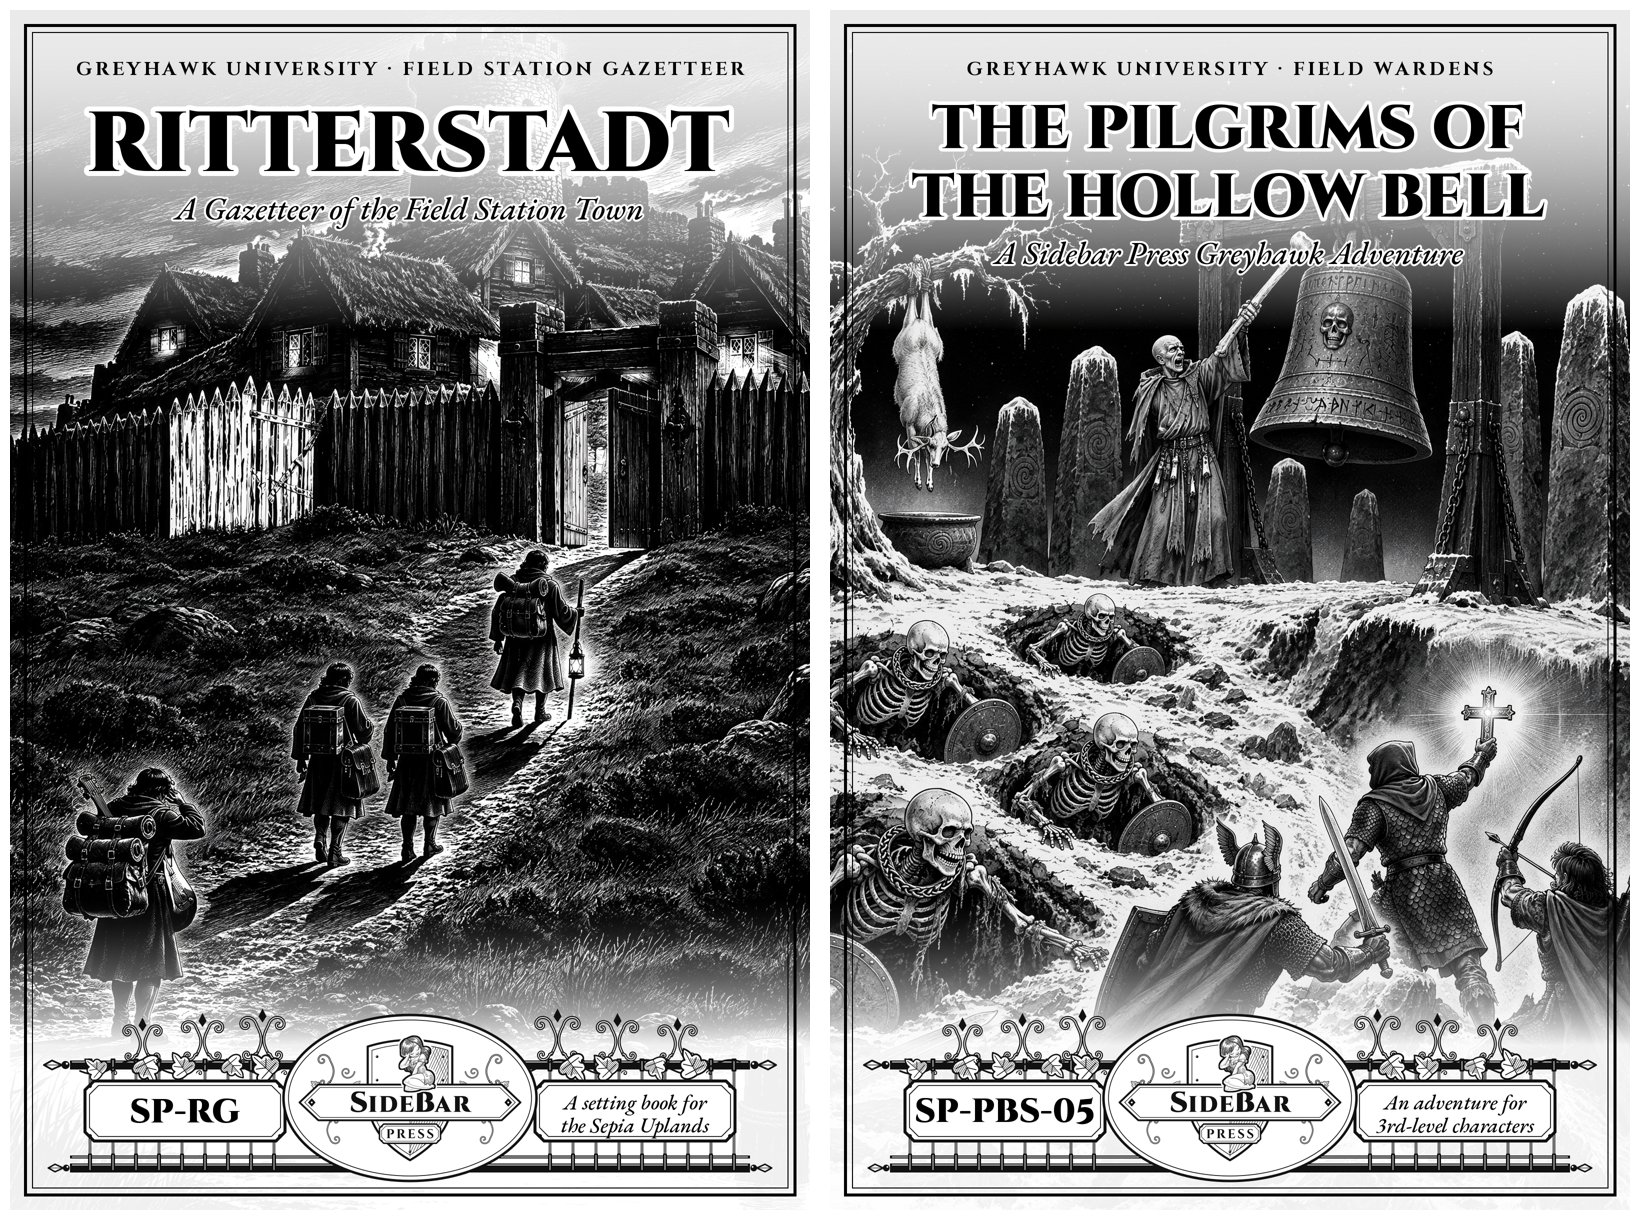 GREYHAWK UNIVERSITY · FIELD STATION GAZETTEER
RITTERSTADT
A Gazetteer of the Field Station Town
SP-RG
SIDEBAR
PRESS
A setting book for
the Sepia Uplands
GREYHAWK UNIVERSITY · FIELD WARDENS
THE PILGRIMS OF
THE HOLLOW BELL
A Sidebar Press Greyhawk Adventure
SP-PBS-05
SIDEBAR
PRESS
An adventure for
3rd-level characters